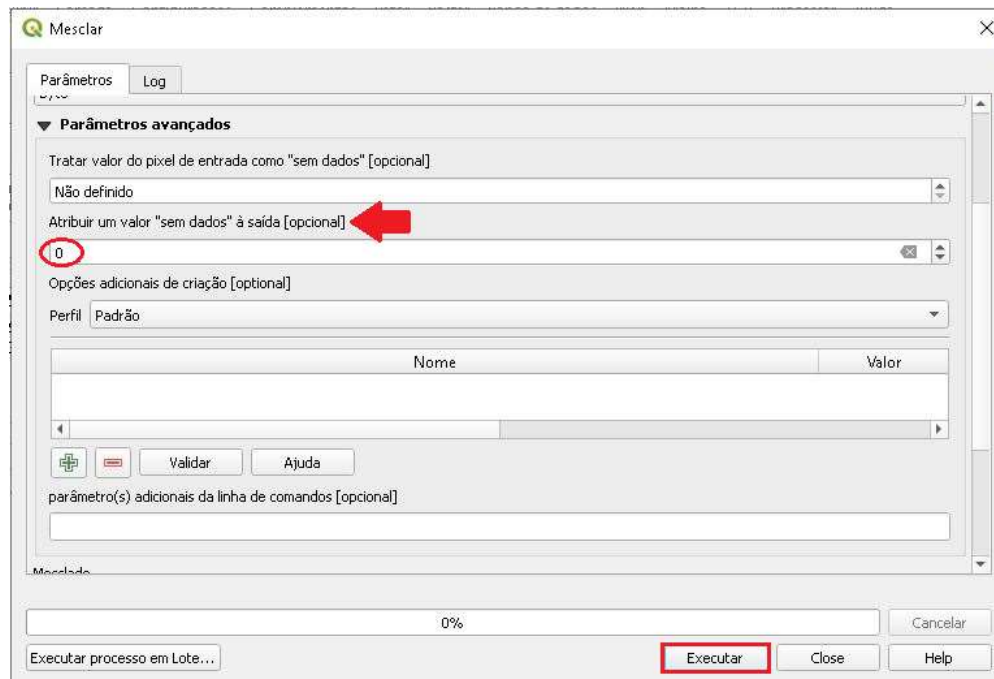 Mesclar
Parâmetros
Log
Byte
Parâmetros avançados
Tratar valor do pixel de entrada como "sem dados" [opcional]
Não definido
Atribuir um valor "sem dados" à saída [opcional]
0
Opções adicionais de criação [optional]
Perfil Padrão
Nome Valor
Validar Ajuda
parâmetro(s) adicionais da linha de comandos [opcional]
Mesclado
0% Cancelar
Executar processo em Lote... Executar Close Help